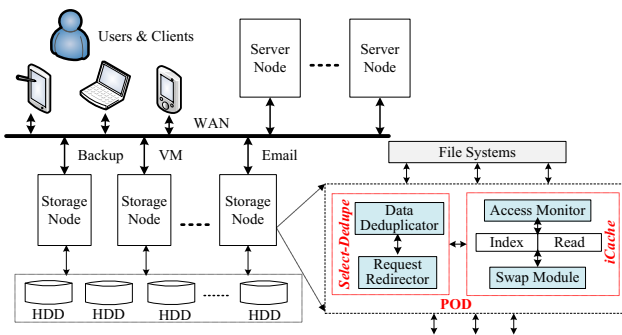 Users & Clients
Server
Node
Server
Node
WAN
Backup
VM
Email
File Systems
Storage
Node
Storage
Node
Storage
Node
Select-Dedupe
Data
Deduplicator
Request
Redirector
Access Monitor
Index
Read
Swap Module
iCache
POD
HDD
HDD
HDD
HDD